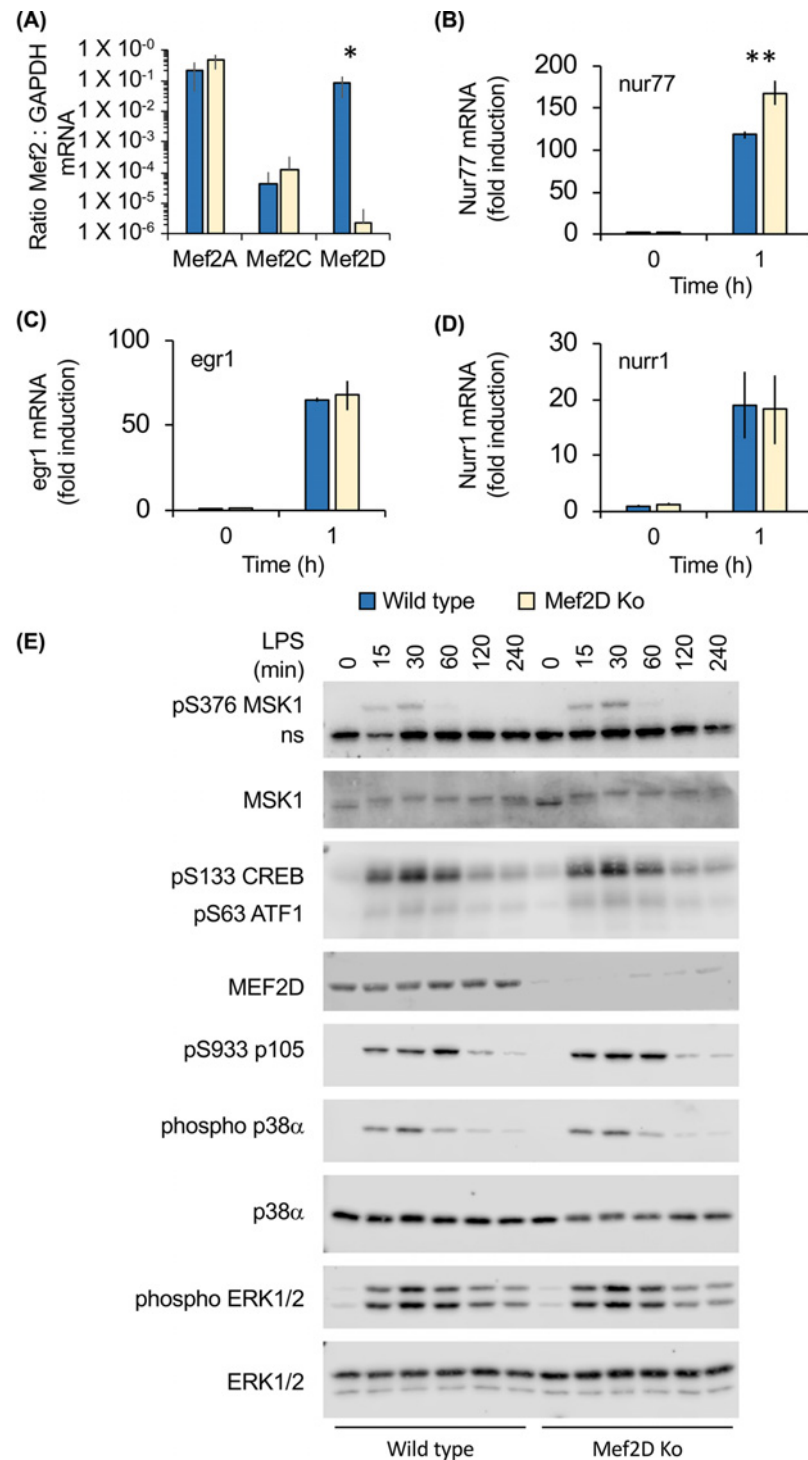 (A)
Ratio Mef2 : GAPDH
mRNA
1 X 10⁻⁰
1 X 10⁻¹
1 X 10⁻²
1 X 10⁻³
1 X 10⁻⁴
1 X 10⁻⁵
1 X 10⁻⁶
*
Mef2A Mef2C Mef2D
(B)
Nur77 mRNA
(fold induction)
200
150
100
50
0
nur77
**
0 1
Time (h)
(C)
egr1 mRNA
(fold induction)
100
50
0
egr1
0 1
Time (h)
(D)
Nurr1 mRNA
(fold induction)
30
20
10
0
nurr1
0 1
Time (h)
Wild type Mef2D Ko
(E)
LPS
(min)
0 15 30 60 120 240 0 15 30 60 120 240
pS376 MSK1
ns
MSK1
pS133 CREB
pS63 ATF1
MEF2D
pS933 p105
phospho p38α
p38α
phospho ERK1/2
ERK1/2
Wild type Mef2D Ko